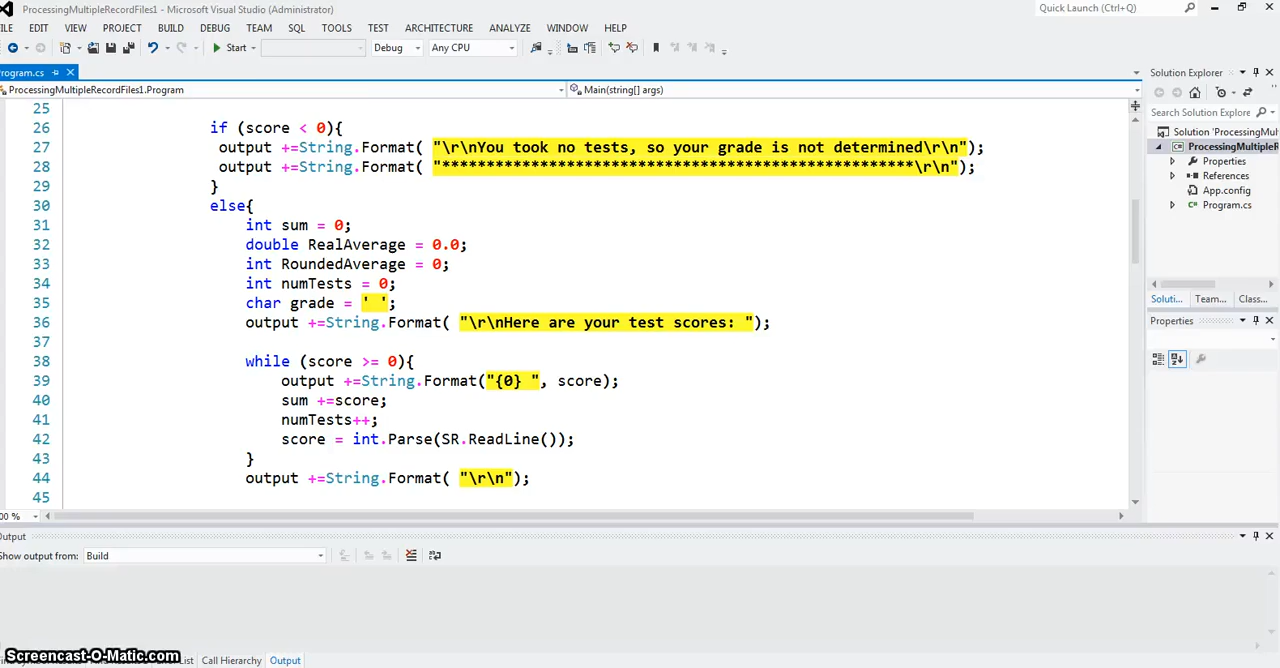 ProcessingMultipleRecordFiles1 - Microsoft Visual Studio (Administrator)
Quick Launch (Ctrl+Q)
ILE EDIT VIEW PROJECT BUILD DEBUG TEAM SQL TOOLS TEST ARCHITECTURE ANALYZE WINDOW HELP
Start Debug Any CPU
rogram.cs
ProcessingMultipleRecordFiles1.Program Main(string[] args)
25
26 if (score < 0){
27 output +=String.Format( "\r\nYou took no tests, so your grade is not determined\r\n");
28 output +=String.Format( "*****************************************************\r\n");
29 }
30 else{
31 int sum = 0;
32 double RealAverage = 0.0;
33 int RoundedAverage = 0;
34 int numTests = 0;
35 char grade = ' ';
36 output +=String.Format( "\r\nHere are your test scores: ");
37
38 while (score >= 0){
39 output +=String.Format("{0} ", score);
40 sum +=score;
41 numTests++;
42 score = int.Parse(SR.ReadLine());
43 }
44 output +=String.Format( "\r\n");
45
00 %
Solution Explorer
Search Solution Explore
Solution 'ProcessingMul
ProcessingMultipleR
Properties
References
App.config
Program.cs
Soluti... Team... Class...
Properties
Output
Show output from: Build
Screencast-O-Matic.com
List Call Hierarchy Output